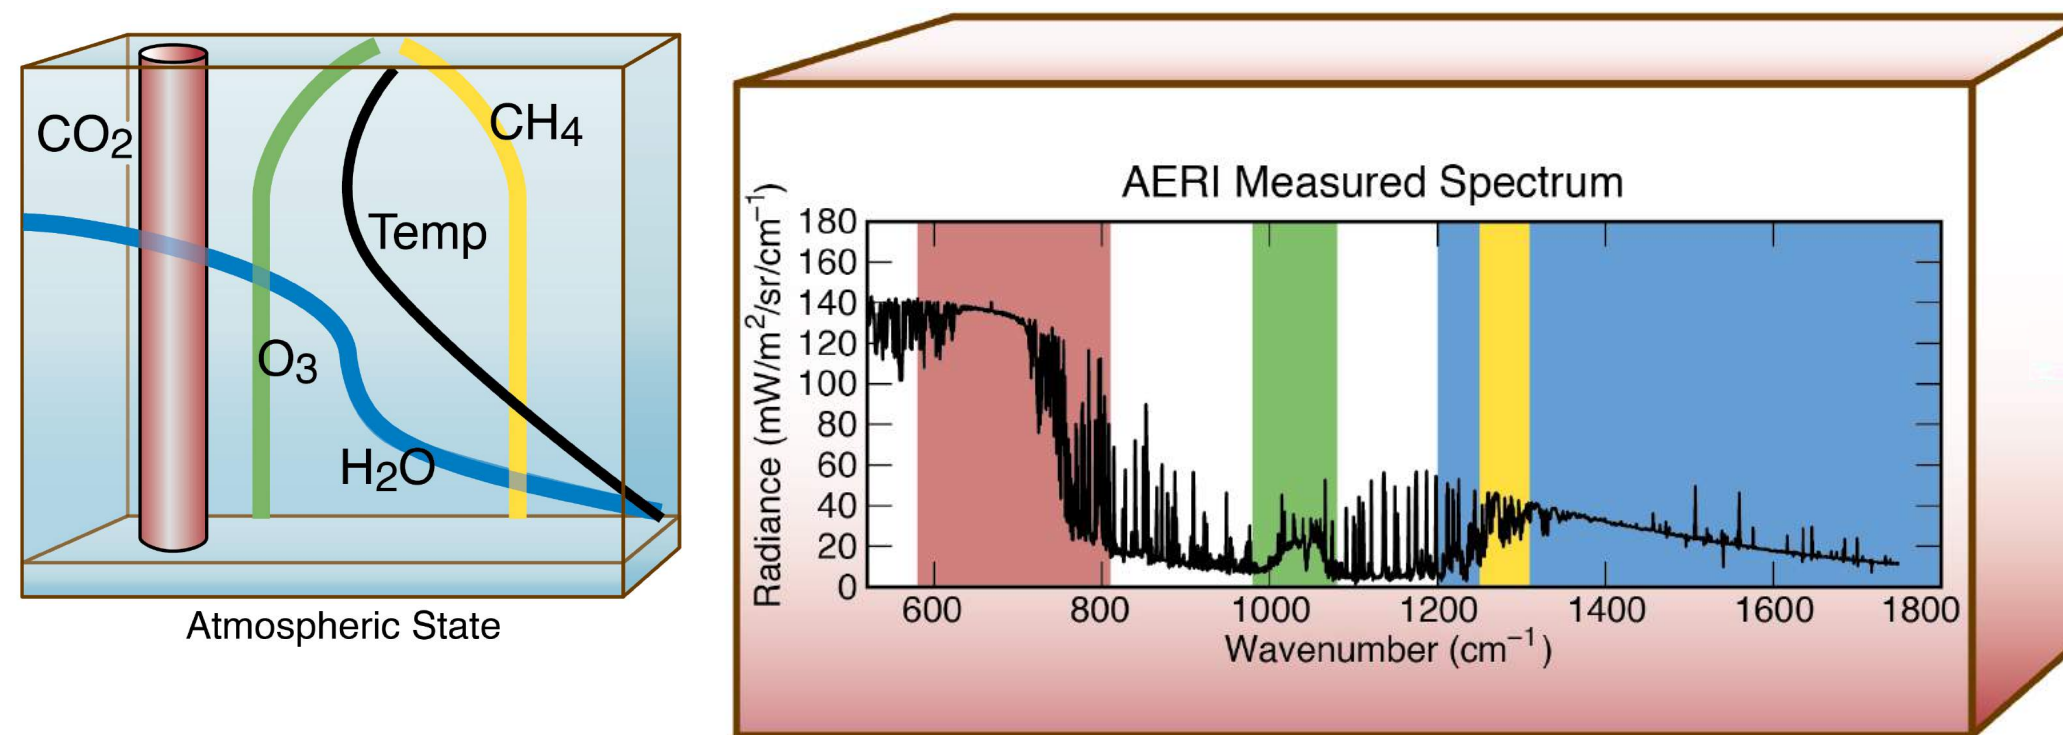 CO2
CH4
Temp
O3
H2O
Atmospheric State
AERI Measured Spectrum
Radiance (mW/m2/sr/cm−1)
180
160
140
120
100
80
60
40
20
0
600 800 1000 1200 1400 1600 1800
Wavenumber (cm−1)